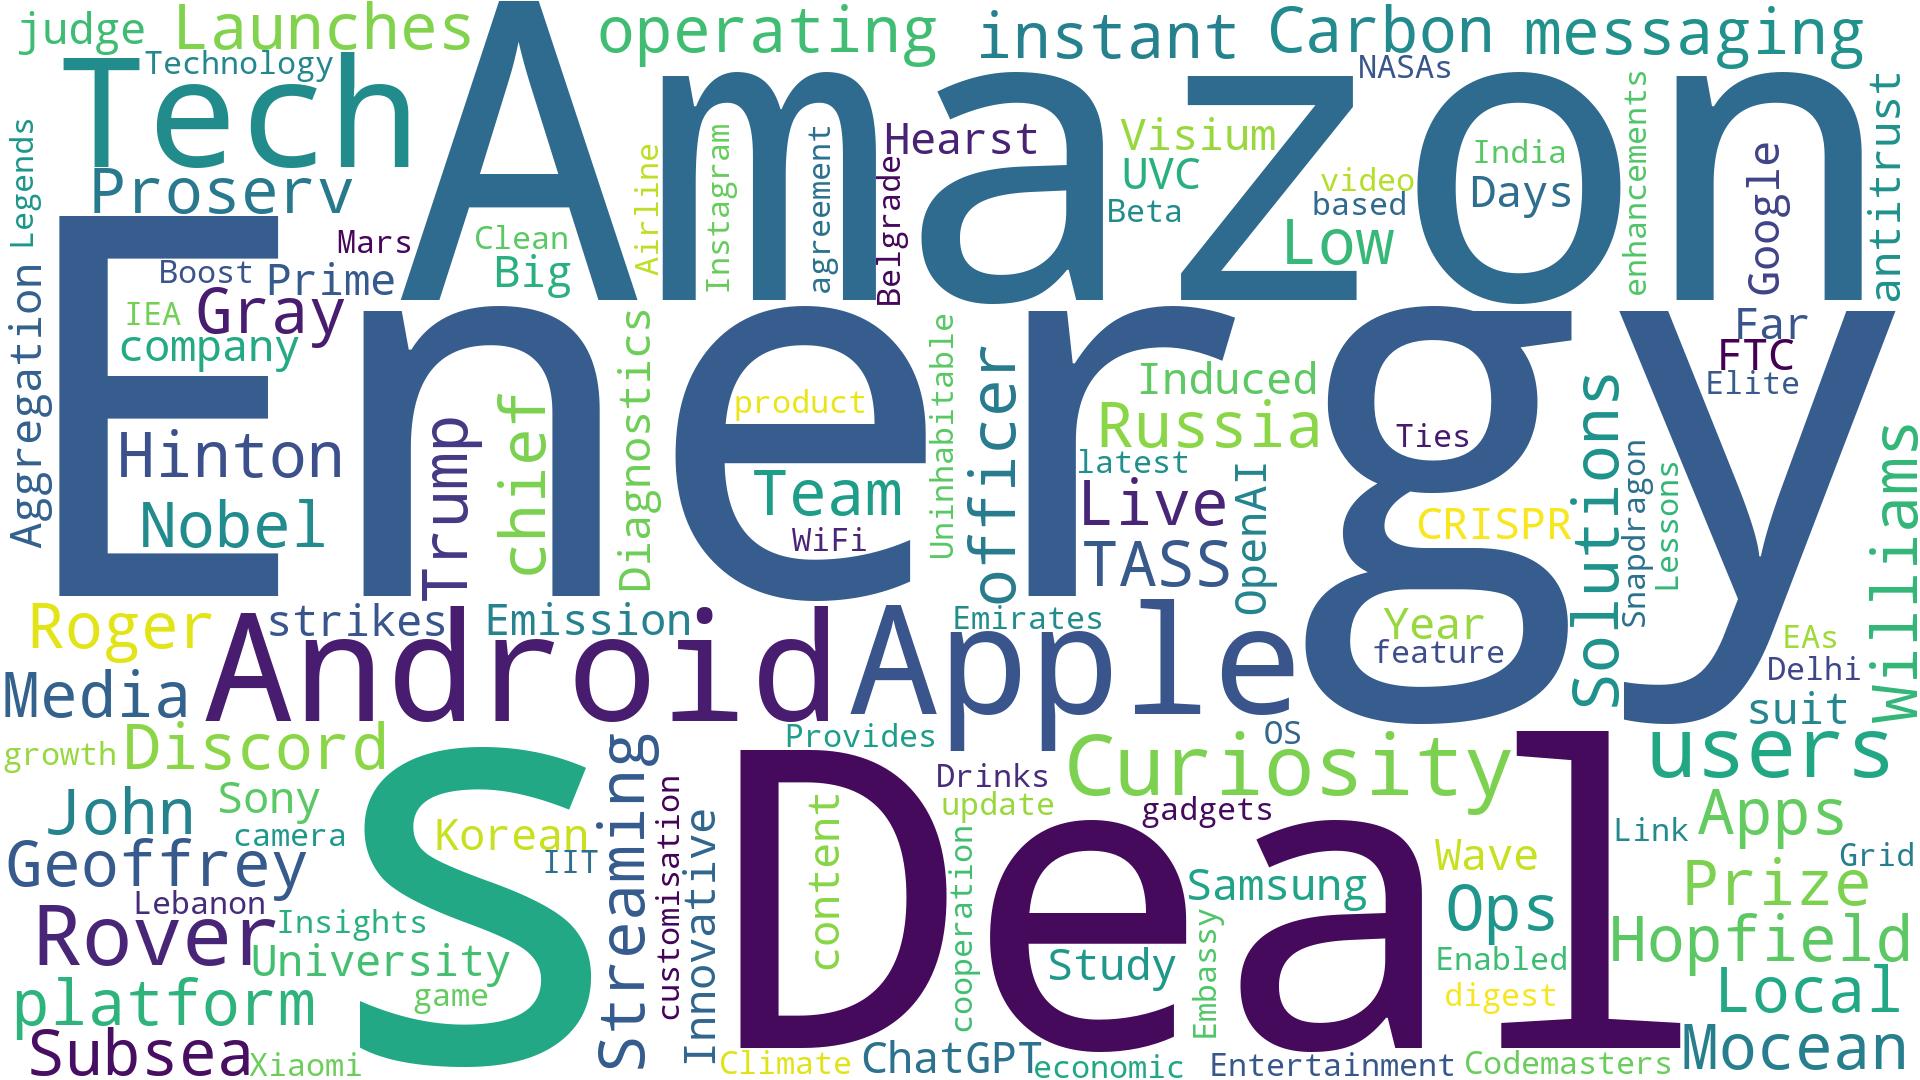 judge
Launches
operating
instant
Carbon
messaging
Technology
Tech
Amazon
NASAs
Legends
Proserv
Airline
Instagram
agreement
Belgrade
Hearst
Visium
UVC
Beta
video
based
Low
India
Days
enhancements
Google
antitrust
Mars
Clean
Big
Boost
Prime
IEA
Gray
company
Aggregation
Energy
Far
FTC
Elite
Hinton
Nobel
Trump
chief
Diagnostics
product
Team
WiFi
Uninhabitable
officer
Induced
Russia
latest
Live
TASS
OpenAI
Ties
CRISPR
Year
feature
Solutions
Snapdragon
Lessons
Williams
Roger
strikes
Emission
Emirates
EAs
Delhi
suit
Media
Android
Apple
growth
Discord
Provides
OS
Curiosity
users
John
Sony
camera
Geoffrey
Korean
IIT
S
Streaming
customisation
Innovative
Deal
content
Drinks
update
gadgets
cooperation
Samsung
Study
Embassy
Wave
Ops
Enabled
digest
Link
Apps
Grid
Prize
Hopfield
Local
Mocean
Lebanon
Rover
Insights
University
game
platform
Subsea
Xiaomi
Climate
ChatGPT
economic
Entertainment
Codemasters